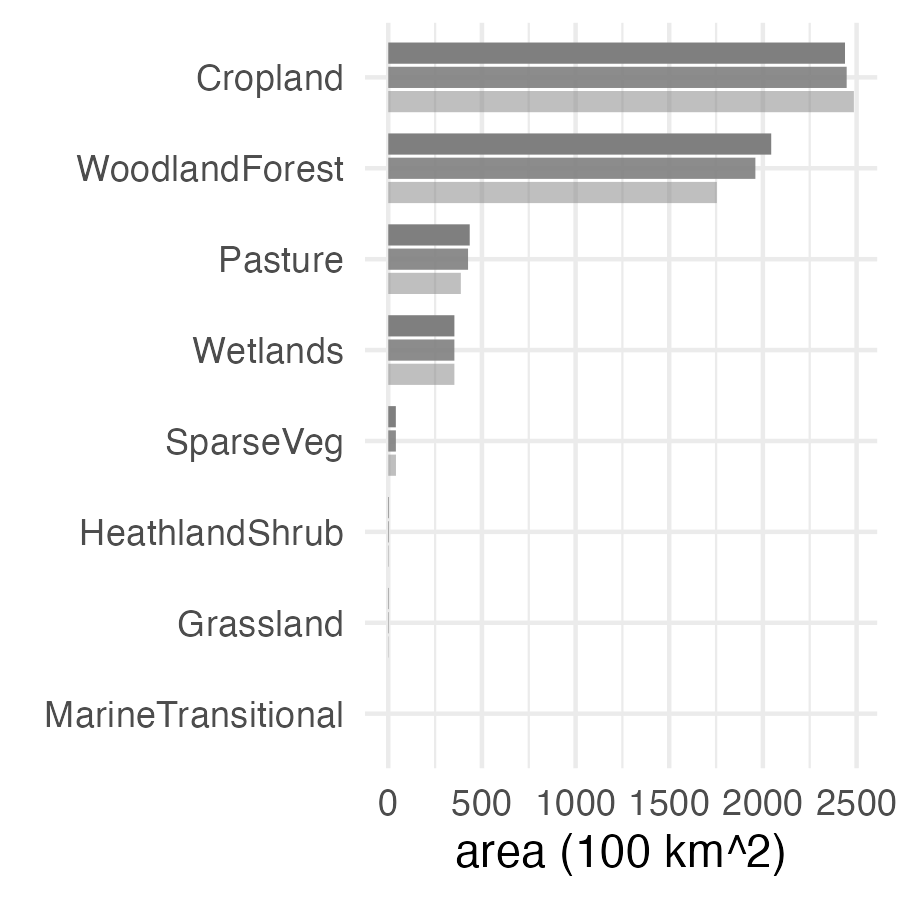 Cropland
WoodlandForest
Pasture
Wetlands
SparseVeg
HeathlandShrub
Grassland
MarineTransitional
0 500 1000 1500 2000 2500
area (100 km^2)